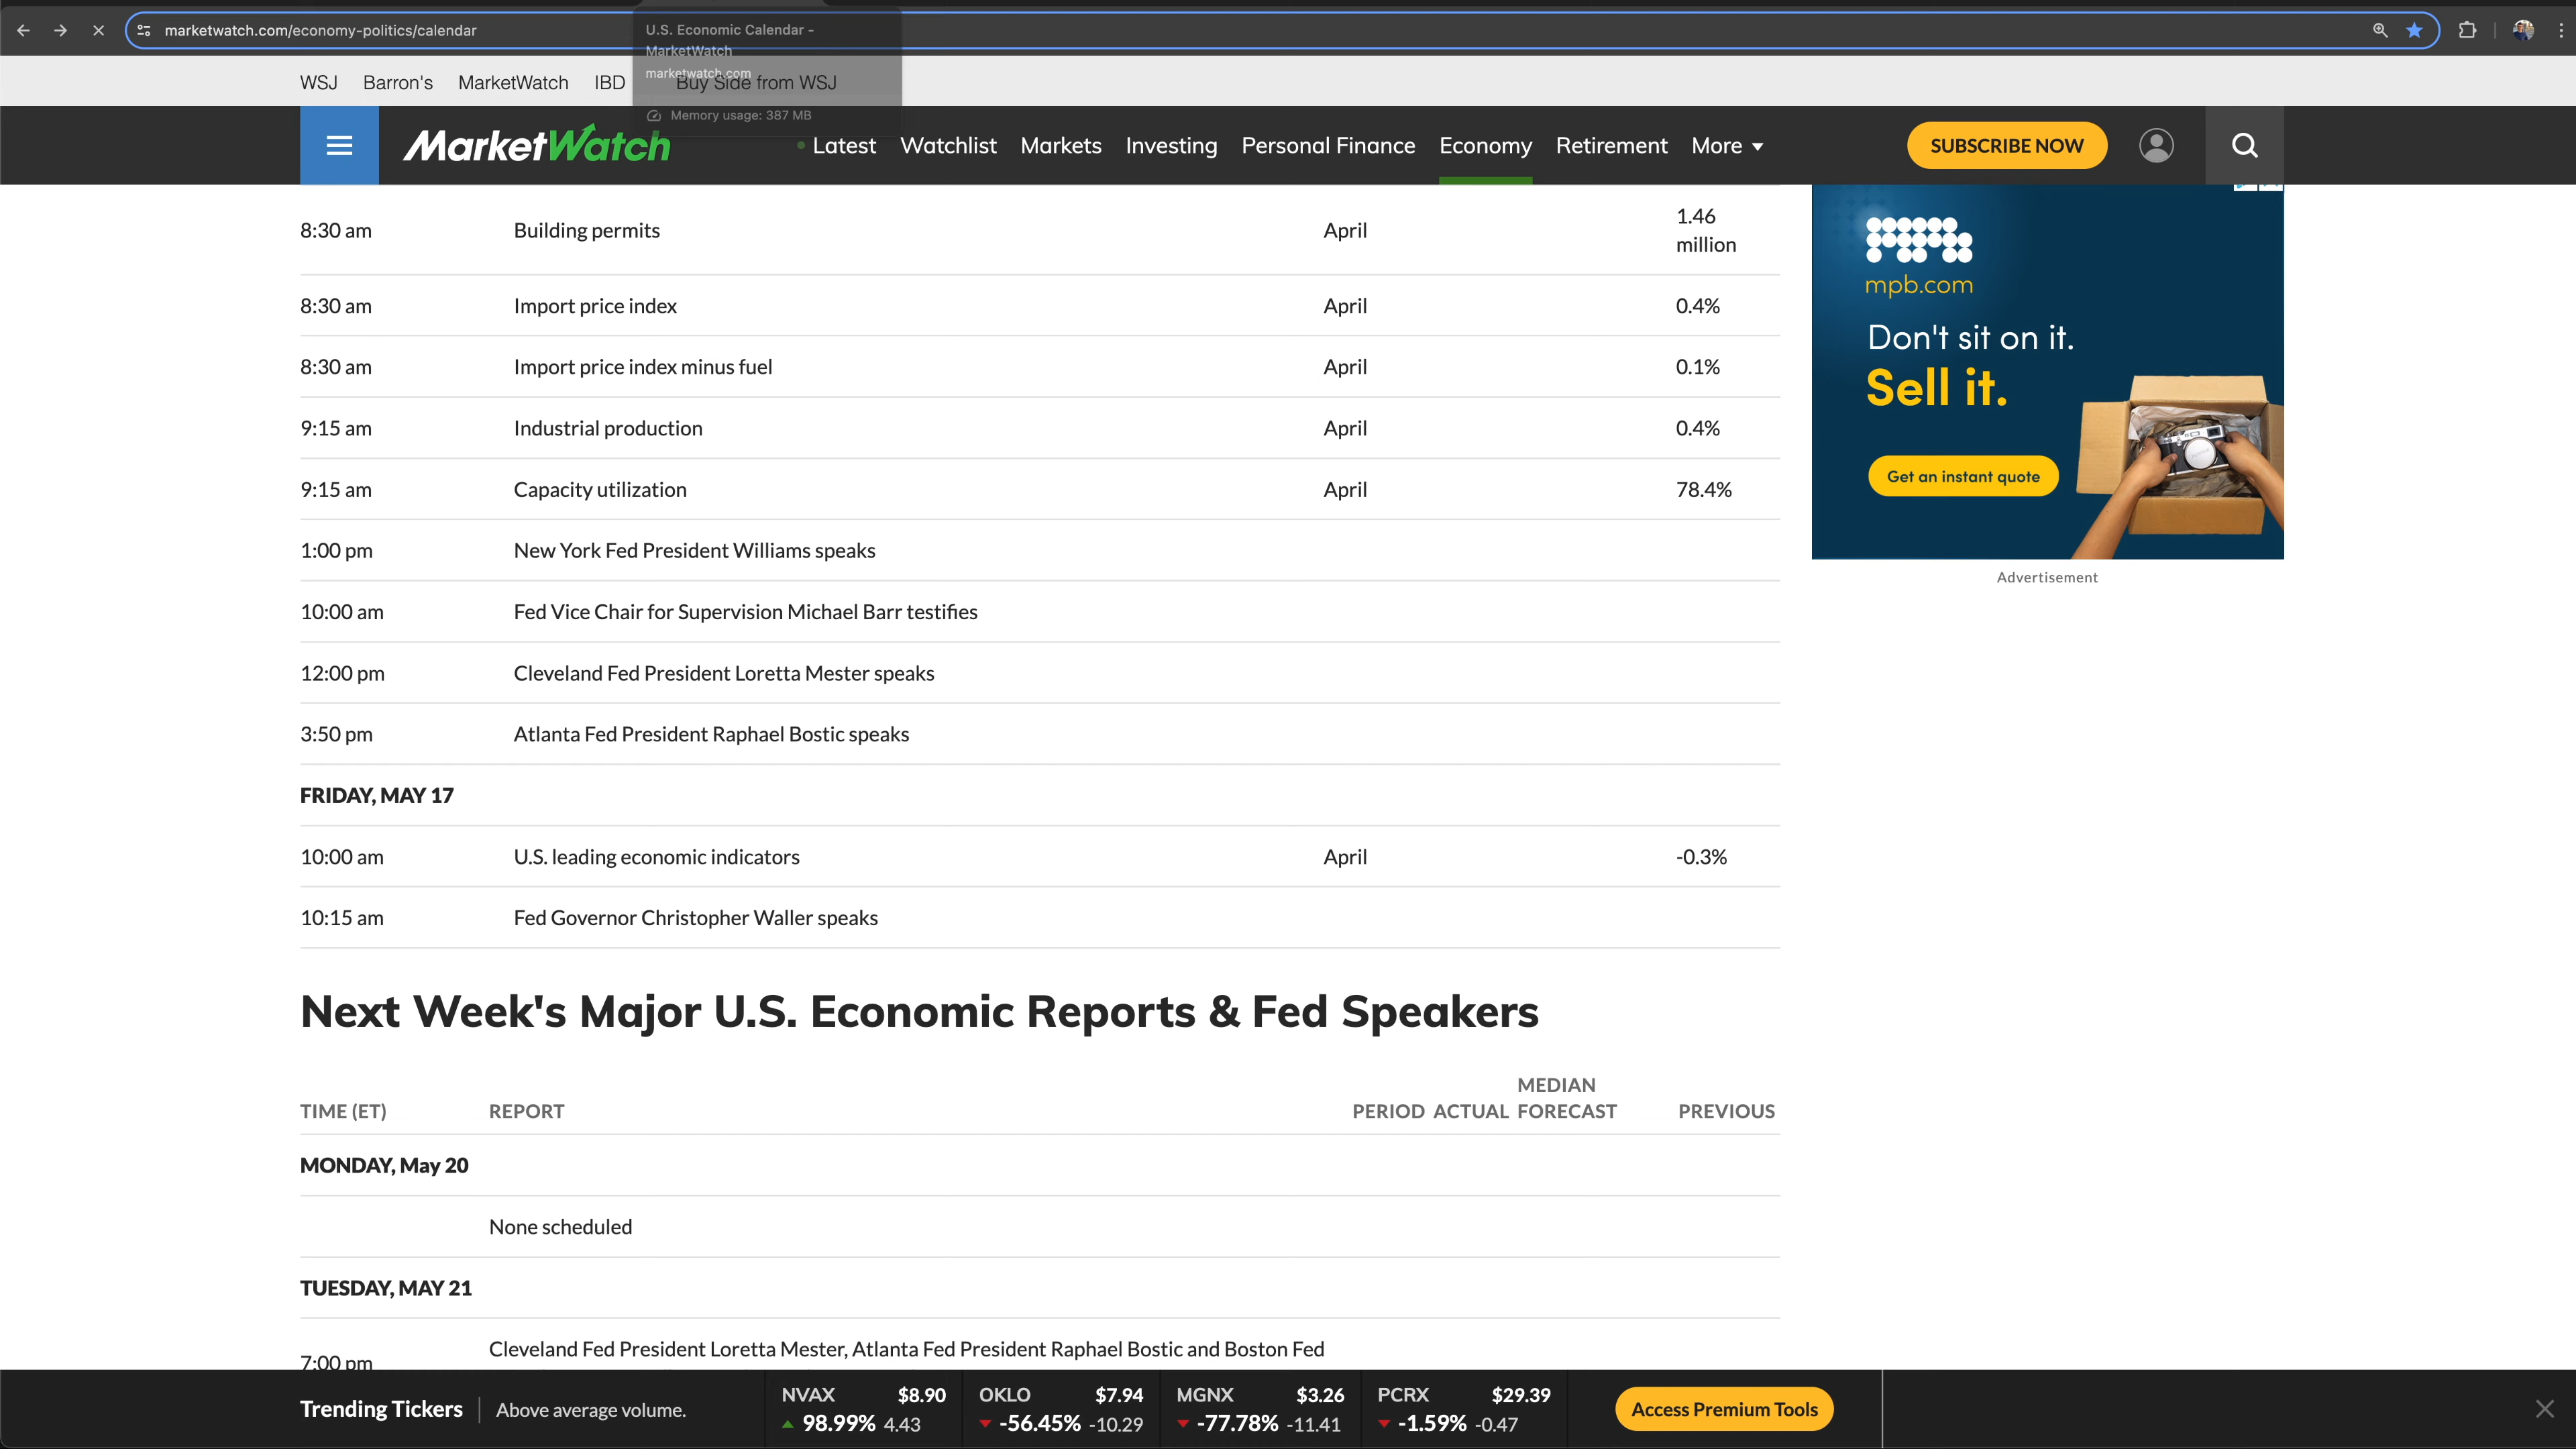 marketwatch.com/economy-politics/calendar
U.S. Economic Calendar -
MarketWatch
marketwatch.com
Memory usage: 387 MB
WSJ Barron's MarketWatch IBD Buy Side from WSJ
MarketWatch Latest Watchlist Markets Investing Personal Finance Economy Retirement More SUBSCRIBE NOW
8:30 am Building permits April 1.46
million
8:30 am Import price index April 0.4%
8:30 am Import price index minus fuel April 0.1%
9:15 am Industrial production April 0.4%
9:15 am Capacity utilization April 78.4%
1:00 pm New York Fed President Williams speaks
10:00 am Fed Vice Chair for Supervision Michael Barr testifies
12:00 pm Cleveland Fed President Loretta Mester speaks
3:50 pm Atlanta Fed President Raphael Bostic speaks
FRIDAY, MAY 17
10:00 am U.S. leading economic indicators April -0.3%
10:15 am Fed Governor Christopher Waller speaks
Next Week's Major U.S. Economic Reports & Fed Speakers
TIME (ET) REPORT PERIOD ACTUAL MEDIAN FORECAST PREVIOUS
MONDAY, May 20
None scheduled
TUESDAY, MAY 21
7:00 pm Cleveland Fed President Loretta Mester, Atlanta Fed President Raphael Bostic and Boston Fed
mpb.com
Don't sit on it.
Sell it.
Get an instant quote
Advertisement
Trending Tickers Above average volume.
NVAX $8.90
98.99% 4.43
OKLO $7.94
-56.45% -10.29
MGNX $3.26
-77.78% -11.41
PCRX $29.39
-1.59% -0.47
Access Premium Tools